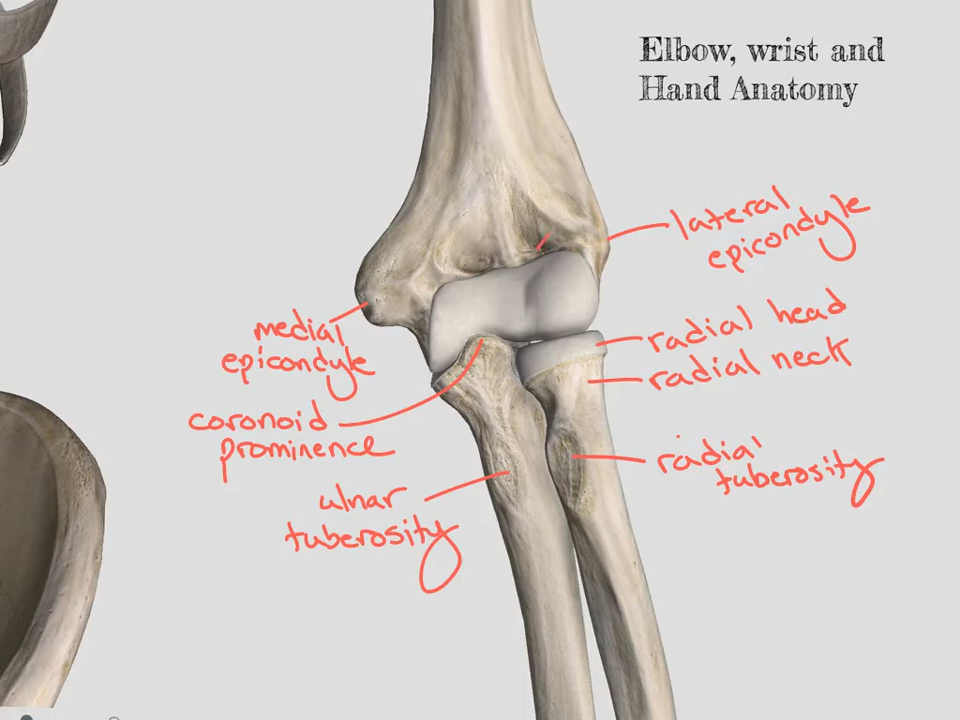 Elbow, wrist and
Hand Anatomy
lateral
epicondyle
medial
epicondyle
radial head
radial neck
coronoid
prominence
radial
tuberosity
ulnar
tuberosity